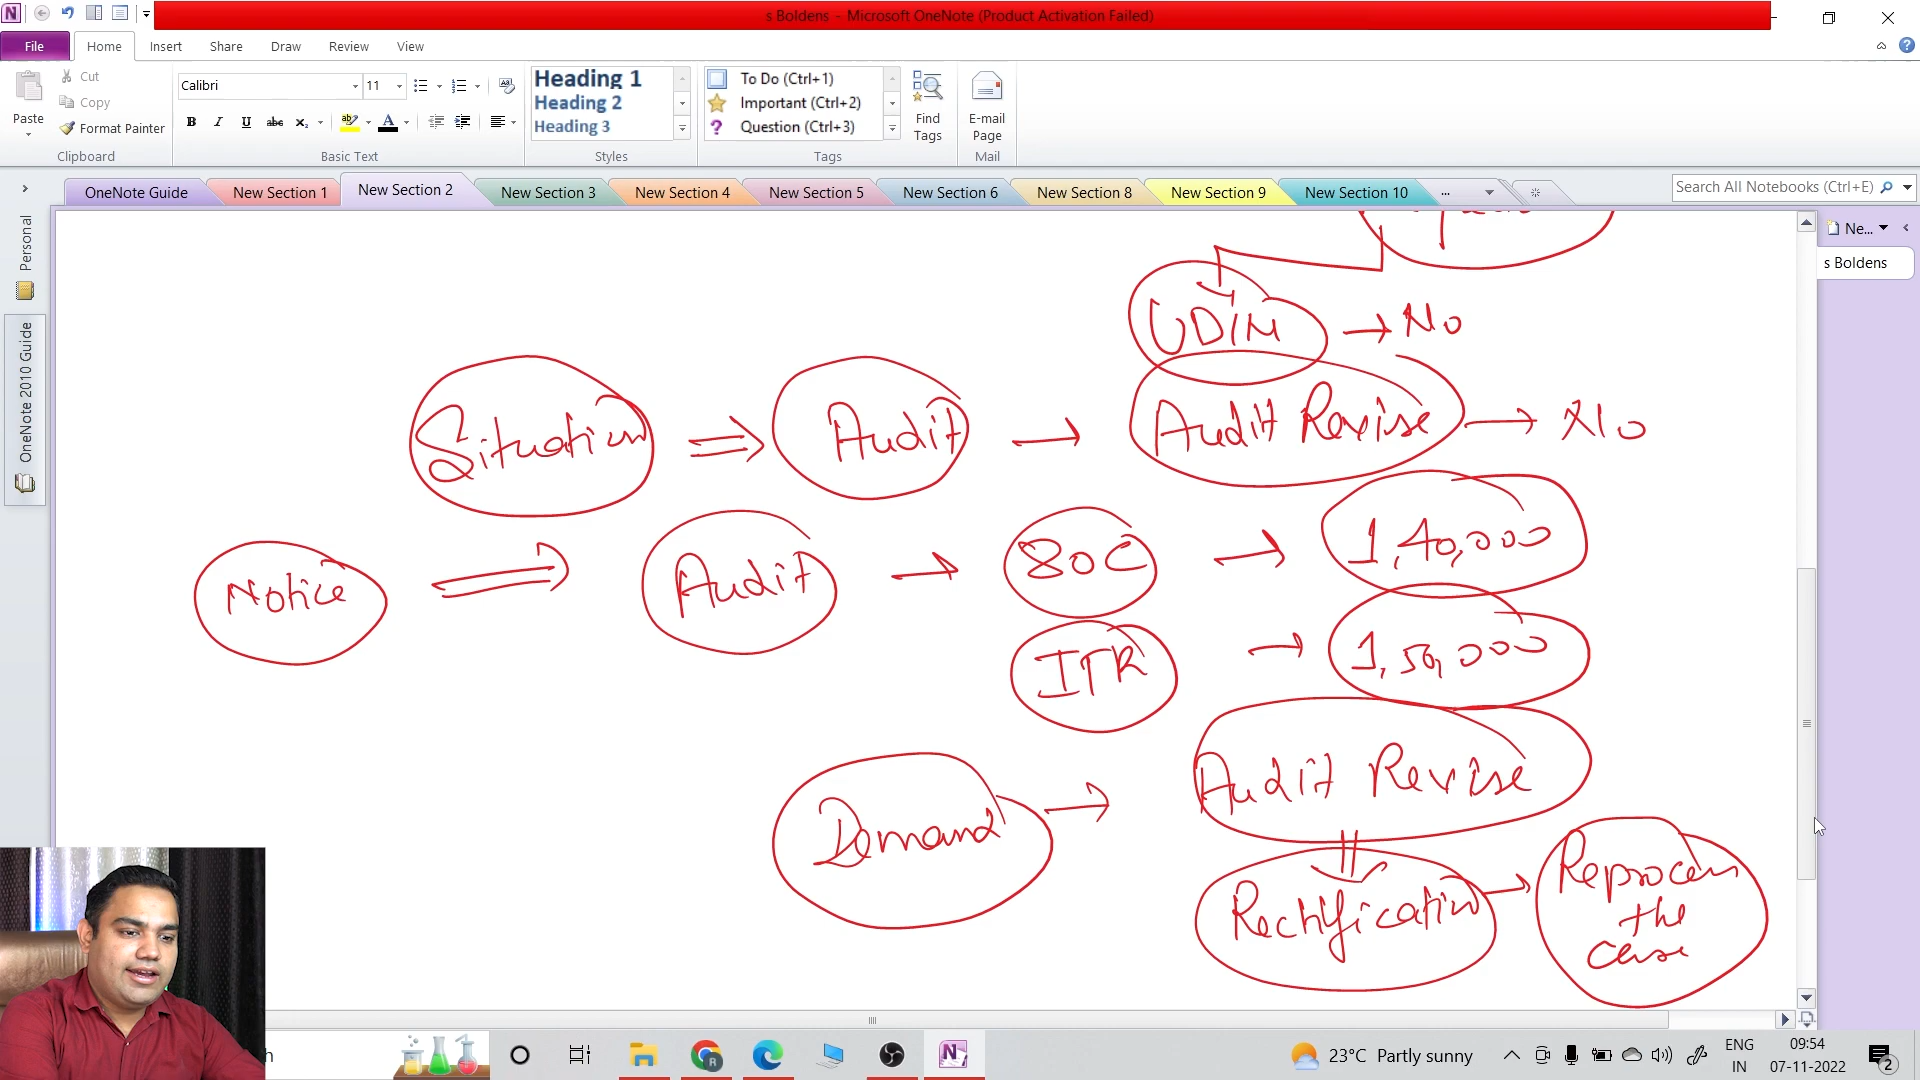 s Boldens - Microsoft OneNote (Product Activation Failed)
File Home Insert Share Draw Review View
Paste
Cut
Copy
Format Painter
Clipboard
Calibri 11
B I U abc x₂ A
Basic Text
Heading 1
Heading 2
Heading 3
Styles
To Do (Ctrl+1)
Important (Ctrl+2)
Question (Ctrl+3)
Tags
Find
Tags
E-mail
Page
Mail
OneNote Guide New Section 1 New Section 2 New Section 3 New Section 4 New Section 5 New Section 6 New Section 8 New Section 9 New Section 10 ...
Search All Notebooks (Ctrl+E)
Personal
OneNote 2010 Guide
Ne...
s Boldens
UDIN → No
Situation ⇒ Audit → Audit Revise → No
Notice ⇒ Audit → 80C → 1,40,000
ITR → 1,50,000
Demand → Audit Revise
Rectification → Reprocess
the
case
h
23°C Partly sunny
ENG
IN
09:54
07-11-2022
2